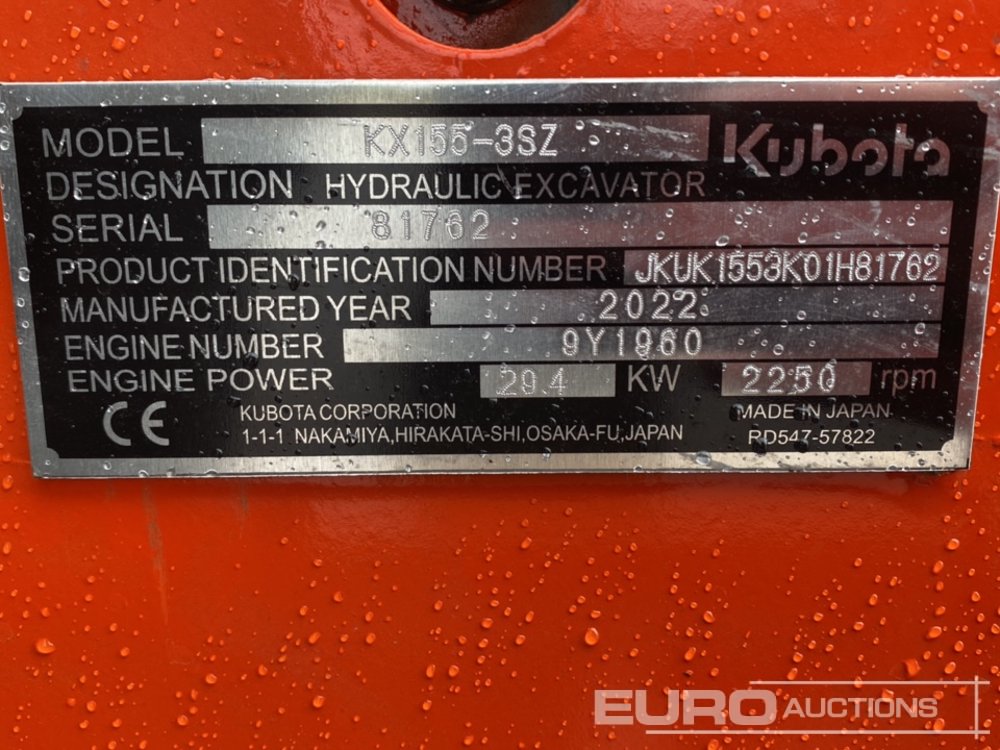 MODEL KX155-3SZ Kubota
DESIGNATION HYDRAULIC EXCAVATOR
SERIAL 81762
PRODUCT IDENTIFICATION NUMBER JKUK1553K01H81762
MANUFACTURED YEAR 2022
ENGINE NUMBER 9Y1960
ENGINE POWER 29.4 KW 2250 rpm
CE KUBOTA CORPORATION MADE IN JAPAN
1-1-1 NAKAMIYA,HIRAKATA-SHI,OSAKA-FU,JAPAN RD547-57822
EURO AUCTIONS